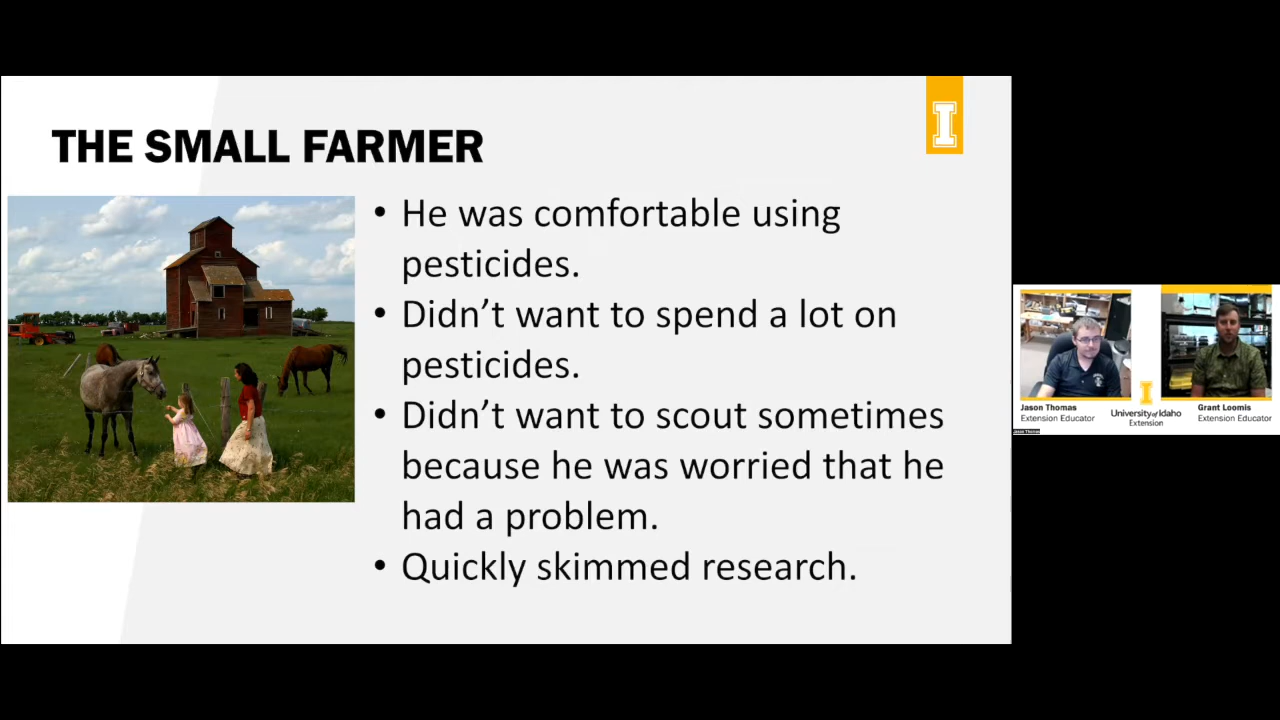 THE SMALL FARMER
I
• He was comfortable using
pesticides.
• Didn’t want to spend a lot on
pesticides.
• Didn’t want to scout sometimes
because he was worried that he
had a problem.
• Quickly skimmed research.
Jason Thomas
Extension Educator
I
University of Idaho
Extension
Grant Loomis
Extension Educator
Jason Thomas